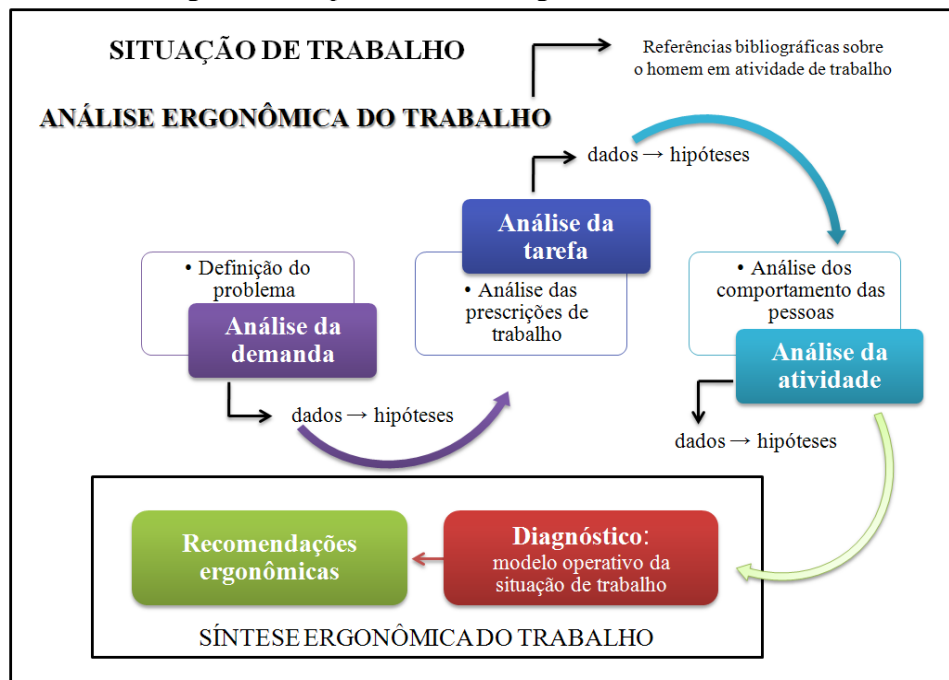 SITUAÇÃO DE TRABALHO
Referências bibliográficas sobre
o homem em atividade de trabalho
ANÁLISE ERGONÔMICA DO TRABALHO
dados → hipóteses
Análise da
tarefa
• Análise das
prescrições de
trabalho
• Definição do
problema
Análise da
demanda
dados → hipóteses
• Análise dos
comportamento das
pessoas
Análise da
atividade
dados → hipóteses
Recomendações
ergonômicas
Diagnóstico:
modelo operativo da
situação de trabalho
SÍNTESE ERGONÔMICA DO TRABALHO